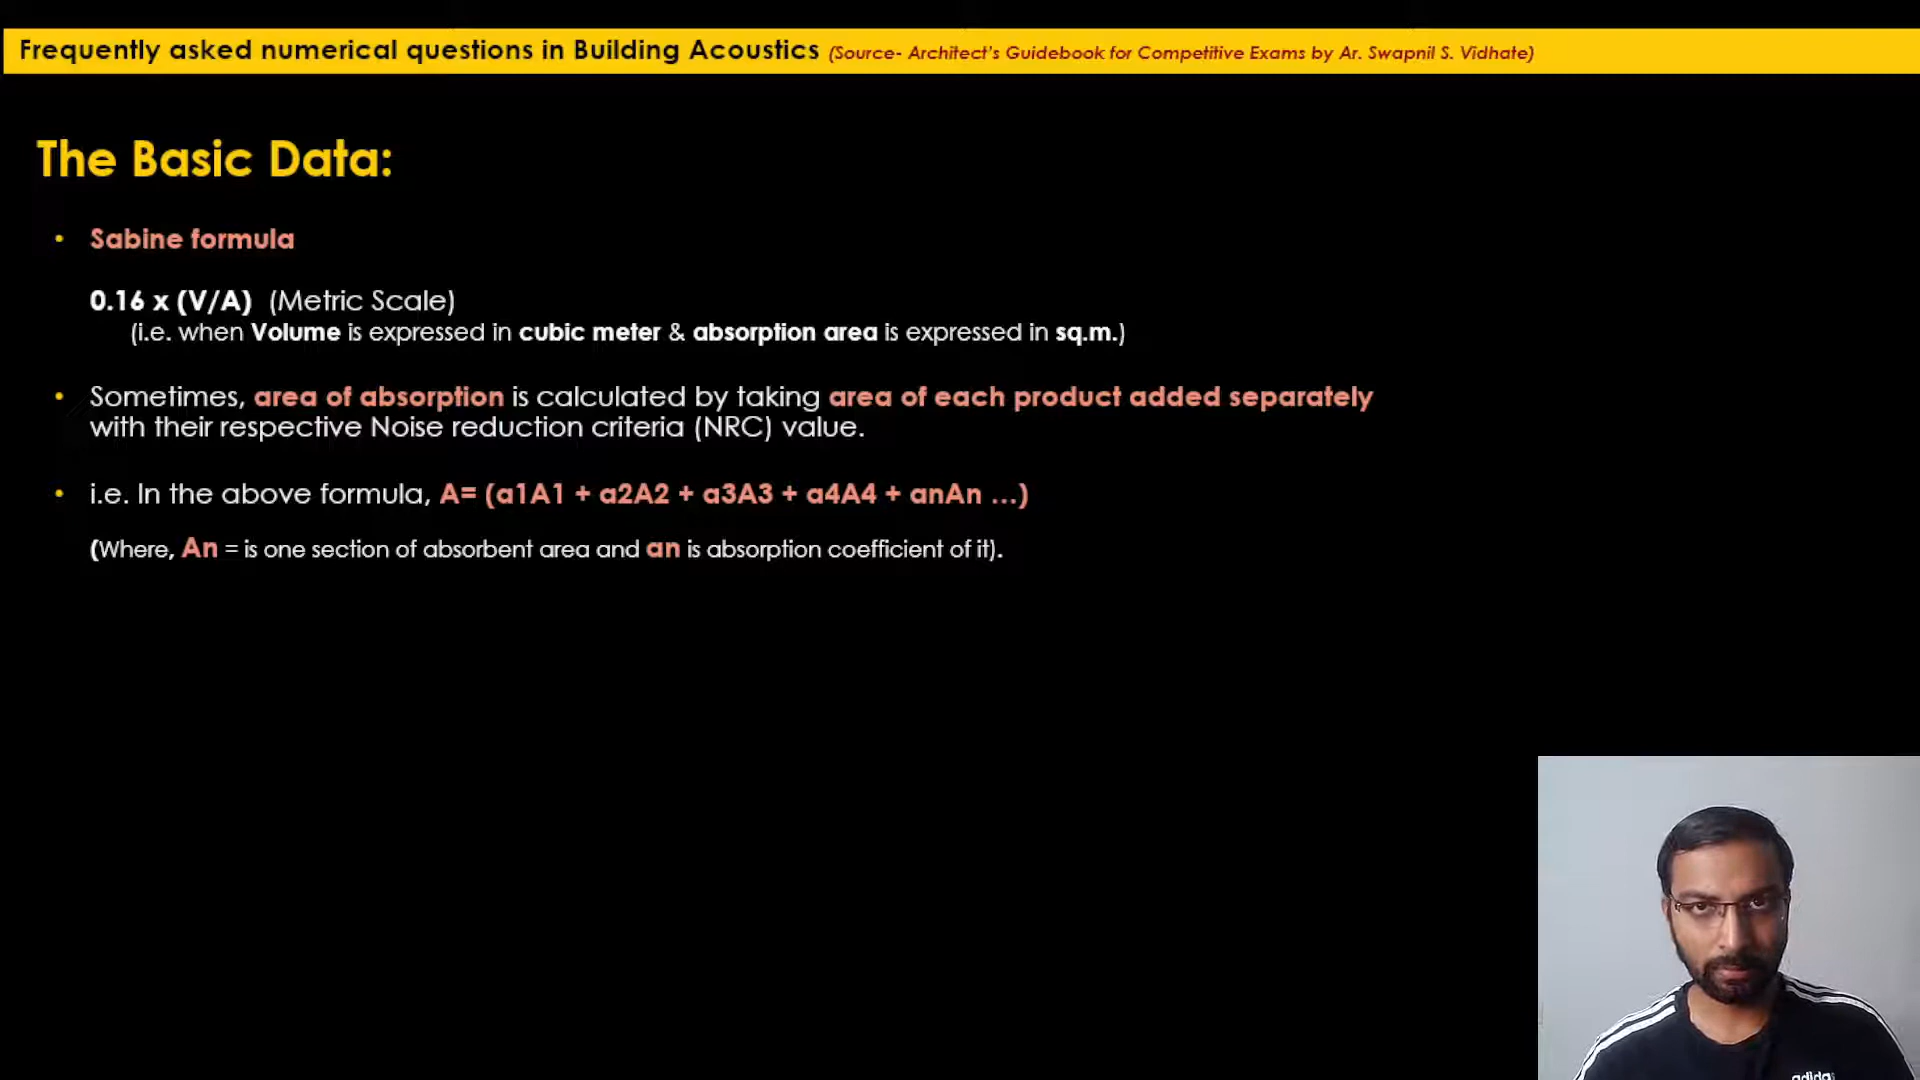 Frequently asked numerical questions in Building Acoustics (Source- Architect's Guidebook for Competitive Exams by Ar. Swapnil S. Vidhate)
The Basic Data:
• Sabine formula
0.16 x (V/A) (Metric Scale)
(i.e. when Volume is expressed in cubic meter & absorption area is expressed in sq.m.)
• Sometimes, area of absorption is calculated by taking area of each product added separately
with their respective Noise reduction criteria (NRC) value.
• i.e. In the above formula, A= (a1A1 + a2A2 + a3A3 + a4A4 + anAn ...)
(Where, An = is one section of absorbent area and an is absorption coefficient of it).
adidas